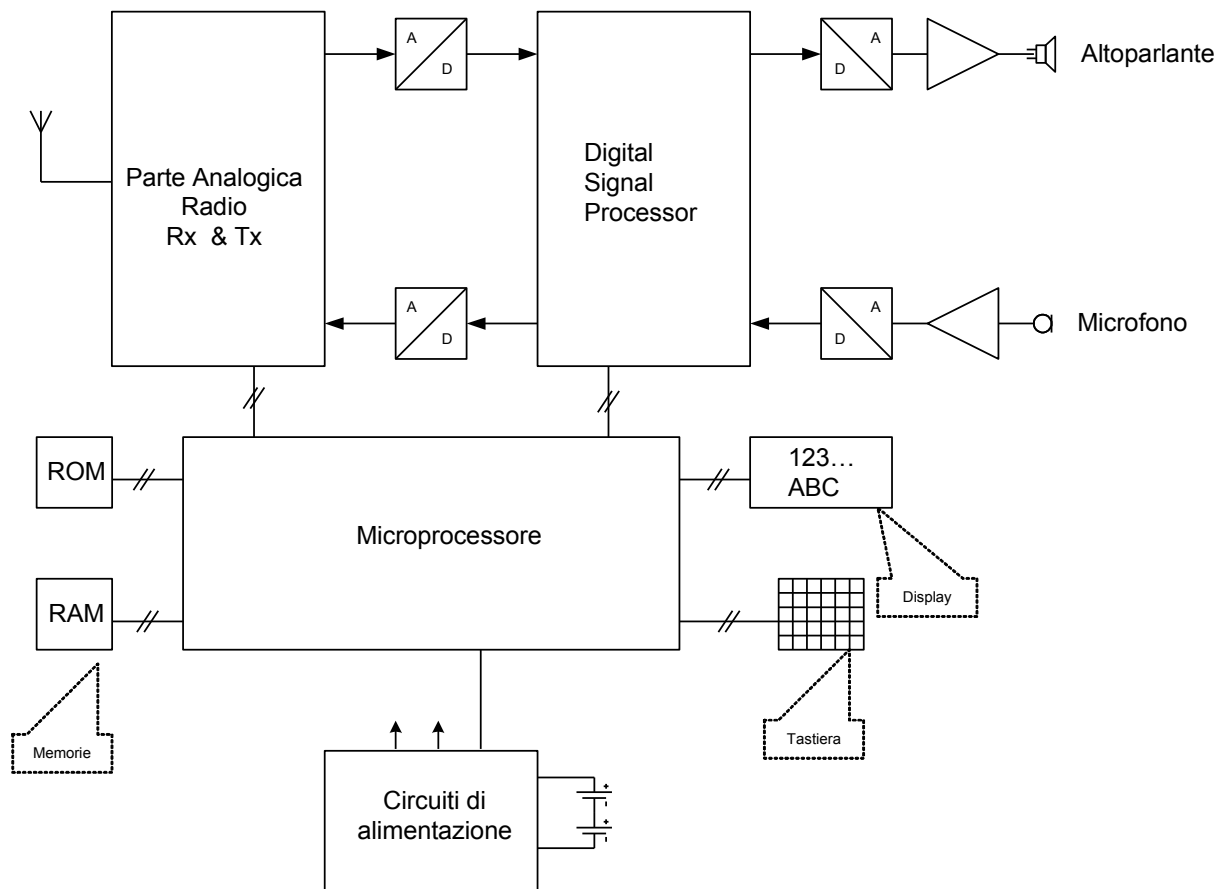 A
D
A
D
Altoparlante
Parte Analogica
Radio
Rx & Tx
Digital
Signal
Processor
A
D
A
D
Microfono
ROM
123...
ABC
Microprocessore
RAM
Display
Memorie
Tastiera
Circuiti di
alimentazione
+
-
+
-